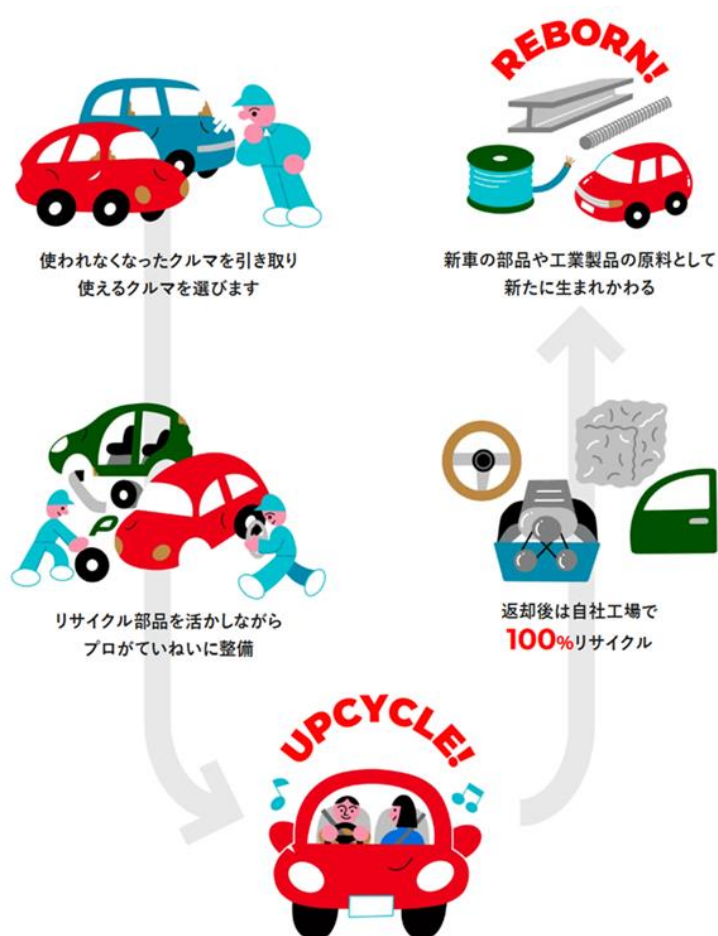 使われなくなったクルマを引き取り
使えるクルマを選びます
リサイクル部品を活かしながら
プロがていねいに整備
UPCYCLE!
返却後は自社工場で
100%リサイクル
REBORN!
新車の部品や工業製品の原料として
新たに生まれかわる